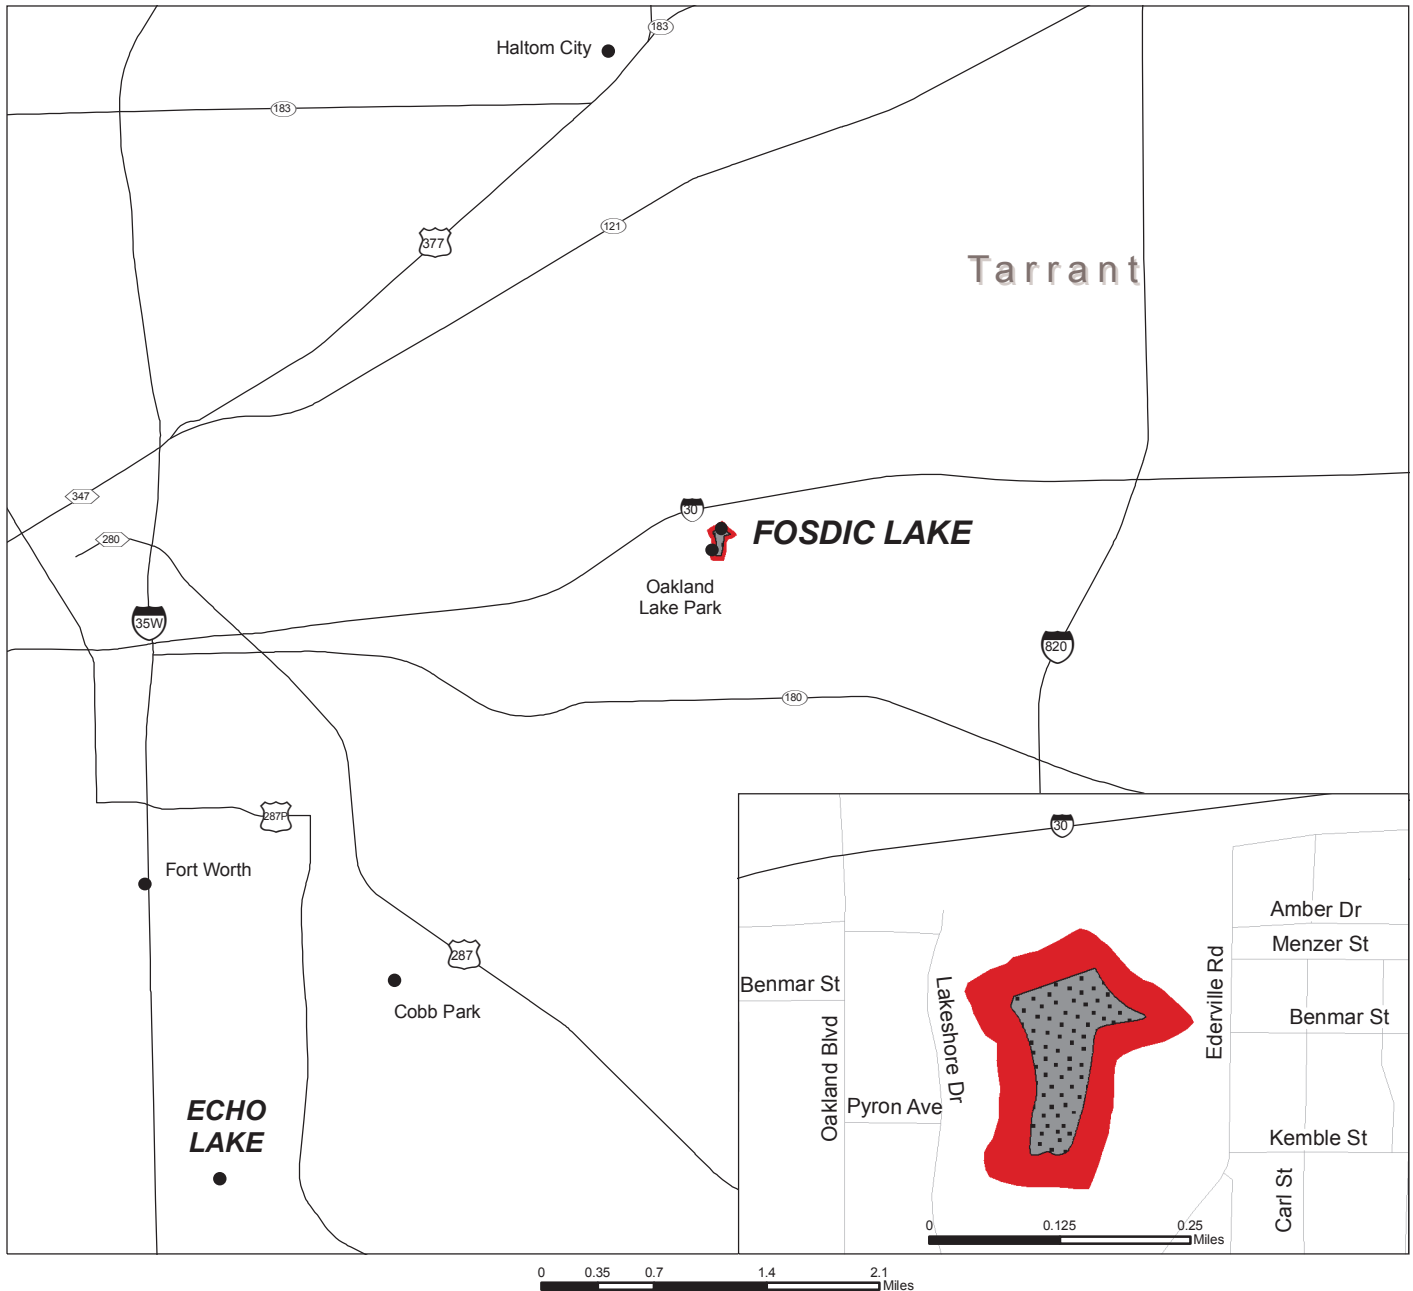 183
Haltom City
183
121
377
Tarrant
347
30
FOSDIC LAKE
280
Oakland
Lake Park
35W
820
180
287P
30
Fort Worth
Amber Dr
Menzer St
287
Ederville Rd
Benmar St
Lakeshore Dr
Cobb Park
Benmar St
Oakland Blvd
Pyron Ave
ECHO
LAKE
Kemble St
Carl St
0 0.125 0.25
Miles
0 0.35 0.7 1.4 2.1
Miles